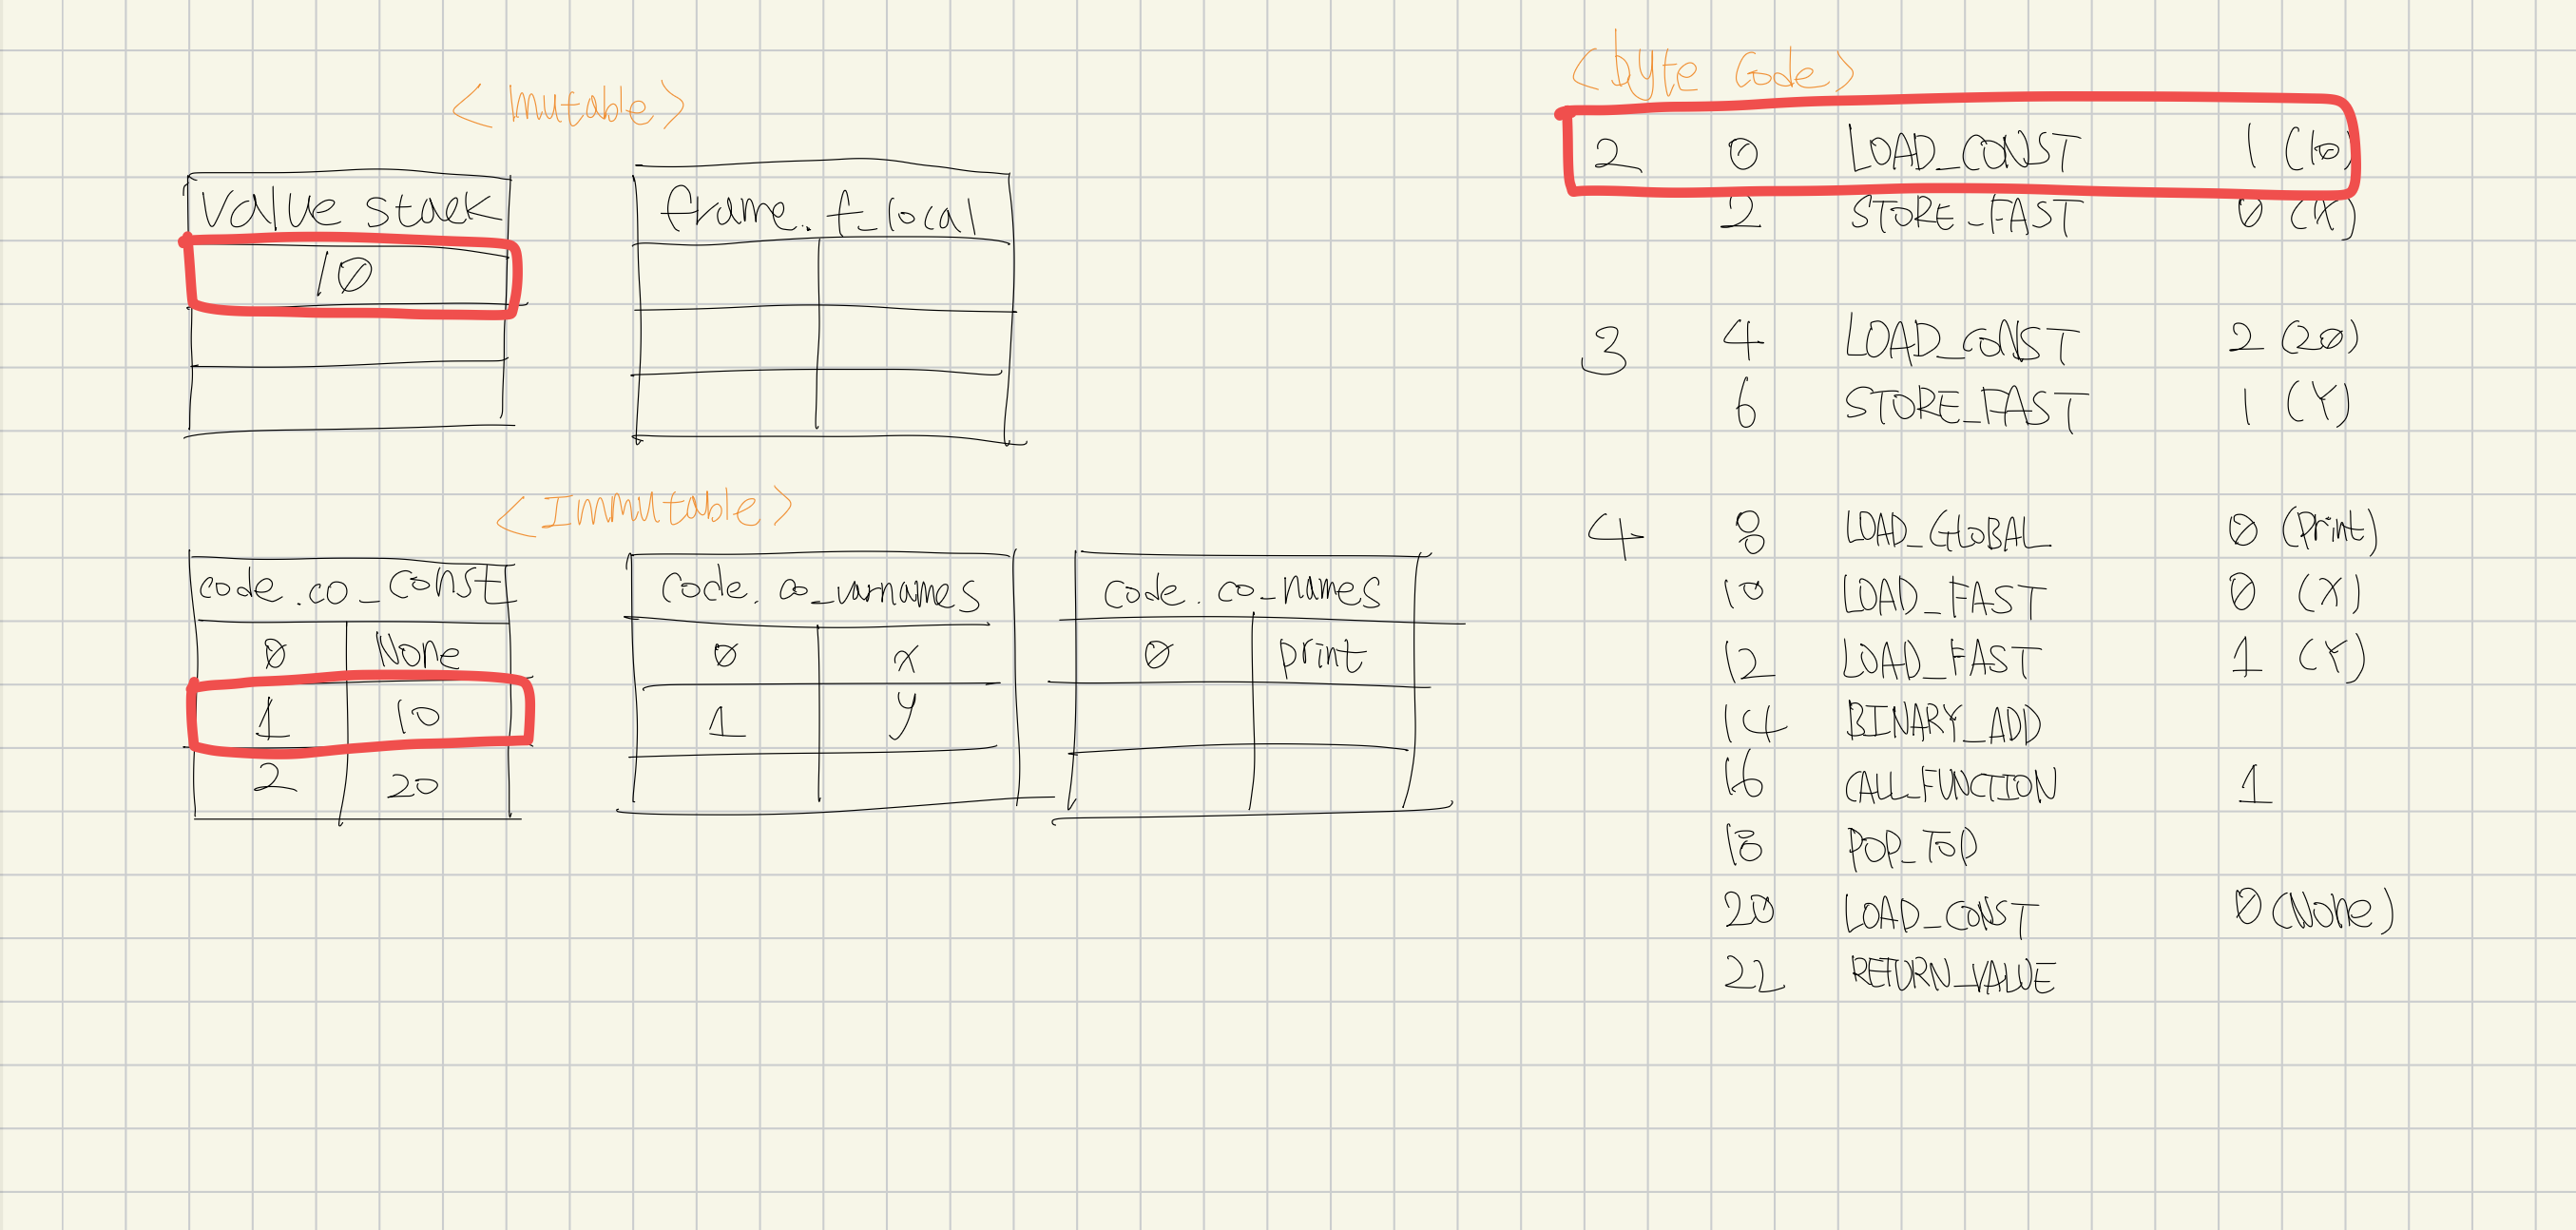 <mutable>
value stack
10
frame. f_local
<Immutable>
code.co_const
0 None
1 10
2 20
code. co_varnames
0 x
1 y
code. co_names
0 print
<byte code>
2 0 LOAD_CONST 1 (10)
2 STORE_FAST 0 (X)
3 4 LOAD_CONST 2 (20)
6 STORE_FAST 1 (Y)
4 8 LOAD_GLOBAL 0 (print)
10 LOAD_FAST 0 (X)
12 LOAD_FAST 1 (Y)
14 BINARY_ADD
16 CALL_FUNCTION 1
18 POP_TOP
20 LOAD_CONST 0 (None)
22 RETURN_VALUE